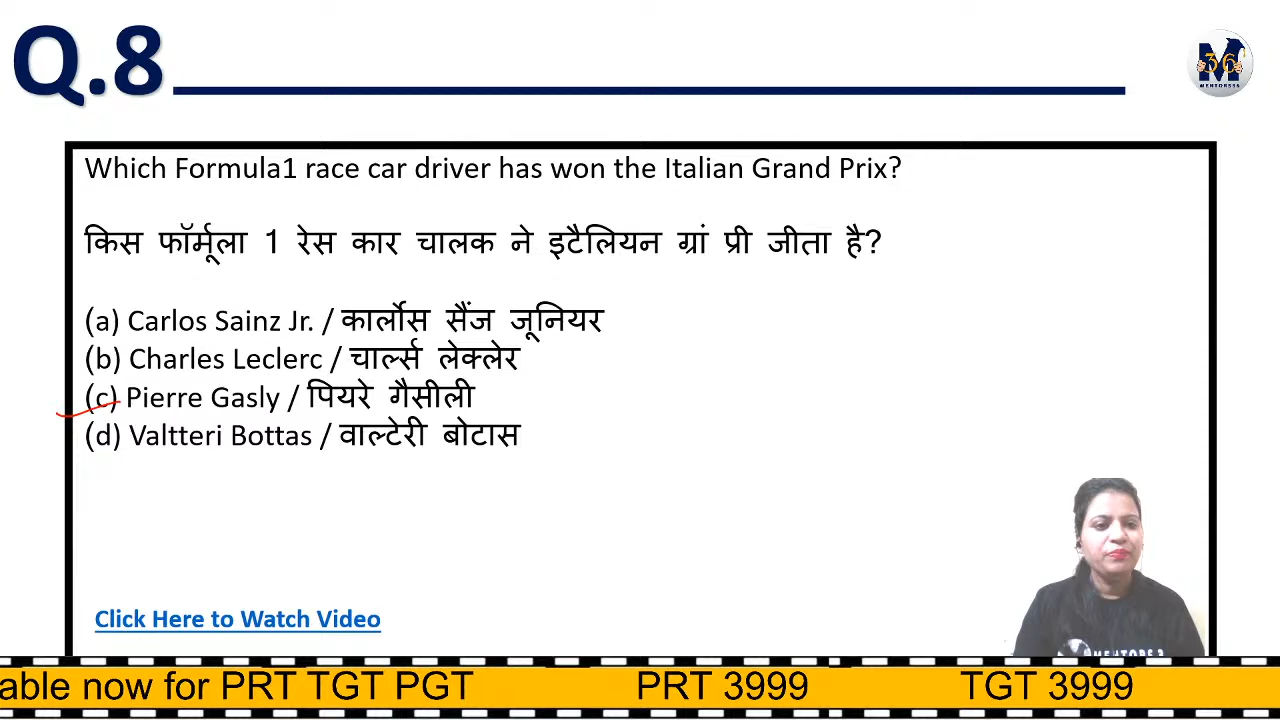 Q.8
36
MENTORS36
Which Formula1 race car driver has won the Italian Grand Prix?
किस फॉर्मूला 1 रेस कार चालक ने इटैलियन ग्रां प्री जीता है?
(a) Carlos Sainz Jr. / कार्लोस सैंज जूनियर
(b) Charles Leclerc / चार्ल्स लेक्लेर
(c) Pierre Gasly / पियरे गैसीली
(d) Valtteri Bottas / वाल्टेरी बोटास
Click Here to Watch Video
able now for PRT TGT PGT PRT 3999 TGT 3999